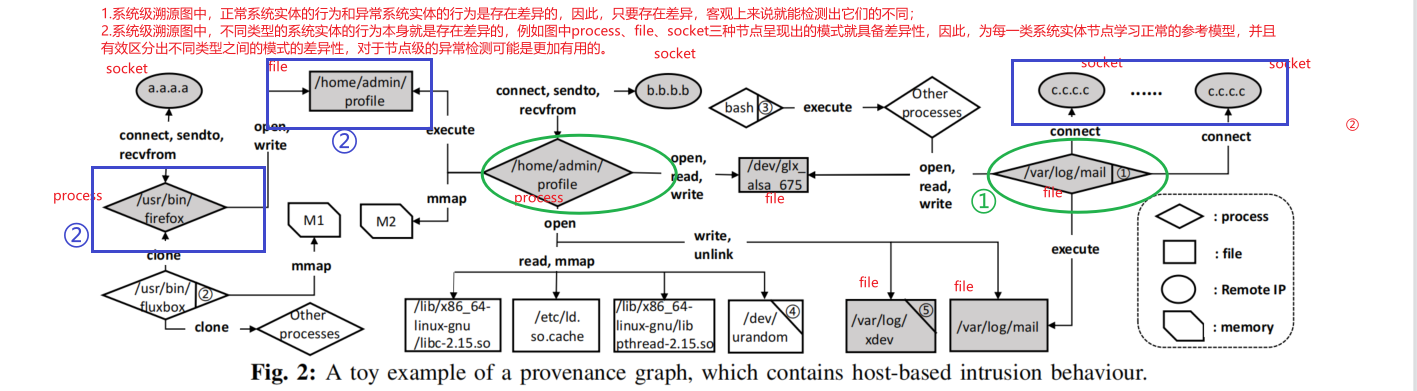 1.系统级溯源图中，正常系统实体的行为和异常系统实体的行为是存在差异的，因此，只要存在差异，客观上来说就能检测出它们的不同；
2.系统级溯源图中，不同类型的系统实体的行为本身就是存在差异的，例如图中process、file、socket三种节点呈现出的模式就具备差异性，因此，为每一类系统实体节点学习正常的参考模型，并且
有效区分出不同类型之间的模式的差异性，对于节点级的异常检测可能是更加有用的。
socket
file
socket
socket
socket
a.a.a.a
/home/admin/
profile
connect, sendto,
recvfrom
b.b.b.b
bash
③
execute
Other
processes
c.c.c.c
......
c.c.c.c
connect, sendto,
recvfrom
open,
write
②
execute
connect
connect
②
process
/usr/bin/
firefox
②
/home/admin/
profile
process
open,
read,
write
/dev/glx_
alsa_675
file
open,
read,
write
①
/var/log/mail
①
file
M1
M2
mmap
open
: process
clone
mmap
write,
unlink
execute
: file
/usr/bin/
fluxbox
②
read, mmap
file
file
: Remote IP
clone
Other
processes
/lib/x86_64-
linux-gnu
/libc-2.15.so
/etc/ld.
so.cache
/lib/x86_64-
linux-gnu/lib
pthread-2.15.so
/dev/
urandom
④
/var/log/
xdev
⑤
/var/log/mail
: memory
Fig. 2: A toy example of a provenance graph, which contains host-based intrusion behaviour.